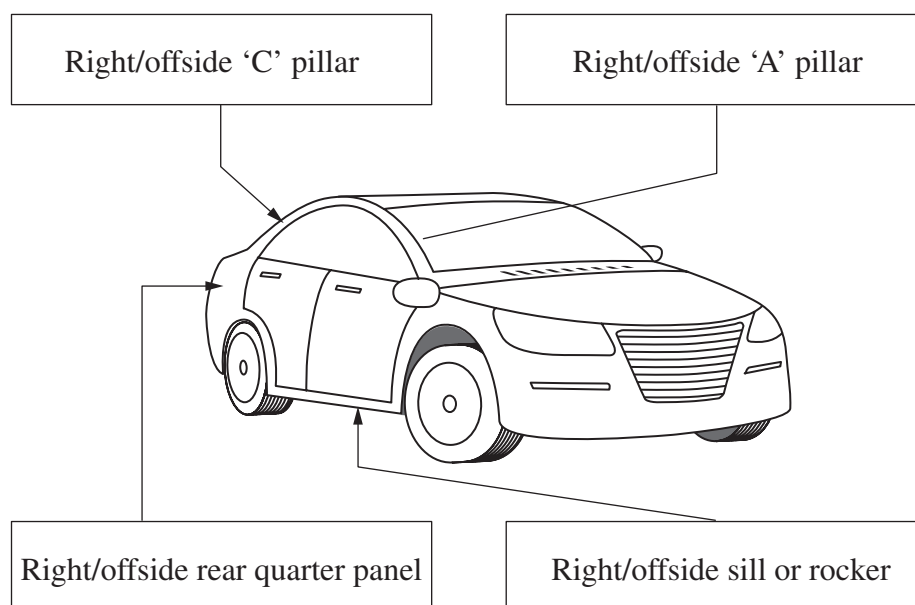 Right/offside ‘C’ pillar
Right/offside ‘A’ pillar
Right/offside rear quarter panel
Right/offside sill or rocker